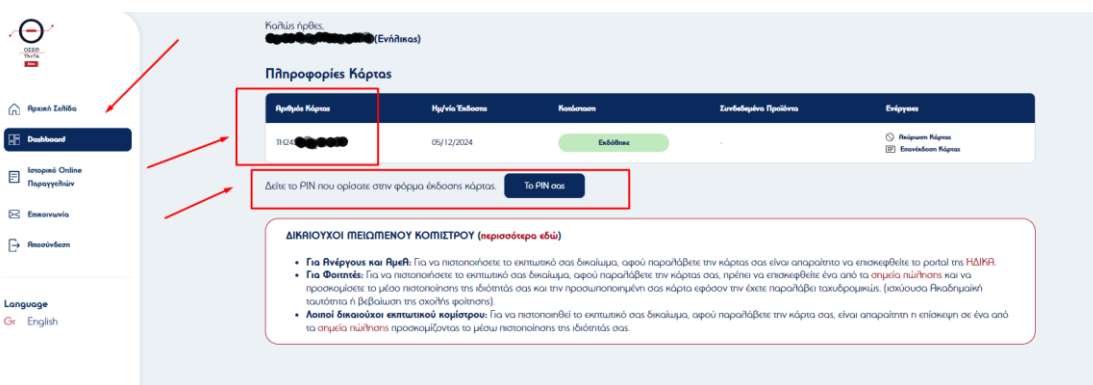 ΟΣΕΘ
ThεTA
Αρχική Σελίδα
Dashboard
Ιστορικό Online
Παραγγελιών
Επικοινωνία
Αποσύνδεση
Language
Gr English
Καλώς ήρθες,
(Ενήλικας)
Πληροφορίες Κάρτας
Αριθμός Κάρτας Ημ/νία Έκδοσης Κατάσταση Συνδεδεμένα Προϊόντα Ενέργειες
TH24 05/12/2024 Εκδόθηκε - Ακύρωση Κάρτας
Επανέκδοση Κάρτας
Δείτε το PIN που ορίσατε στην φόρμα έκδοσης κάρτας. Το PIN σας
ΔΙΚΑΙΟΥΧΟΙ ΜΕΙΩΜΕΝΟΥ ΚΟΜΙΣΤΡΟΥ (περισσότερα εδώ)
• Για Ανέργους και ΑμεΑ: Για να πιστοποιήσετε το εκπτωτικό σας δικαίωμα, αφού παραλάβετε την κάρτας σας είναι απαραίτητο να επισκεφθείτε το portal της ΗΔΙΚΑ.
• Για Φοιτητές: Για να πιστοποιήσετε το εκπτωτικό σας δικαίωμα, αφού παραλάβετε την κάρτας σας, πρέπει να επισκεφθείτε ένα από τα σημεία πώλησης και να
προσκομίσετε το μέσο πιστοποίησης της ιδιότητάς σας και την προσωποποιημένη σας κάρτα εφόσον την έχετε παραλάβει ταχυδρομικώς. (ισχύουσα Ακαδημαϊκή
ταυτότητα ή βεβαίωση της σχολής φοίτησης).
• Λοιποί δικαιούχοι εκπτωτικού κομίστρου: Για να πιστοποιηθεί το εκπτωτικό σας δικαίωμα, αφού παραλάβετε την κάρτα σας, είναι απαραίτητη η επίσκεψη σε ένα από
τα σημεία πώλησης προσκομίζοντας το μέσω πιστοποίησης της ιδιότητάς σας.